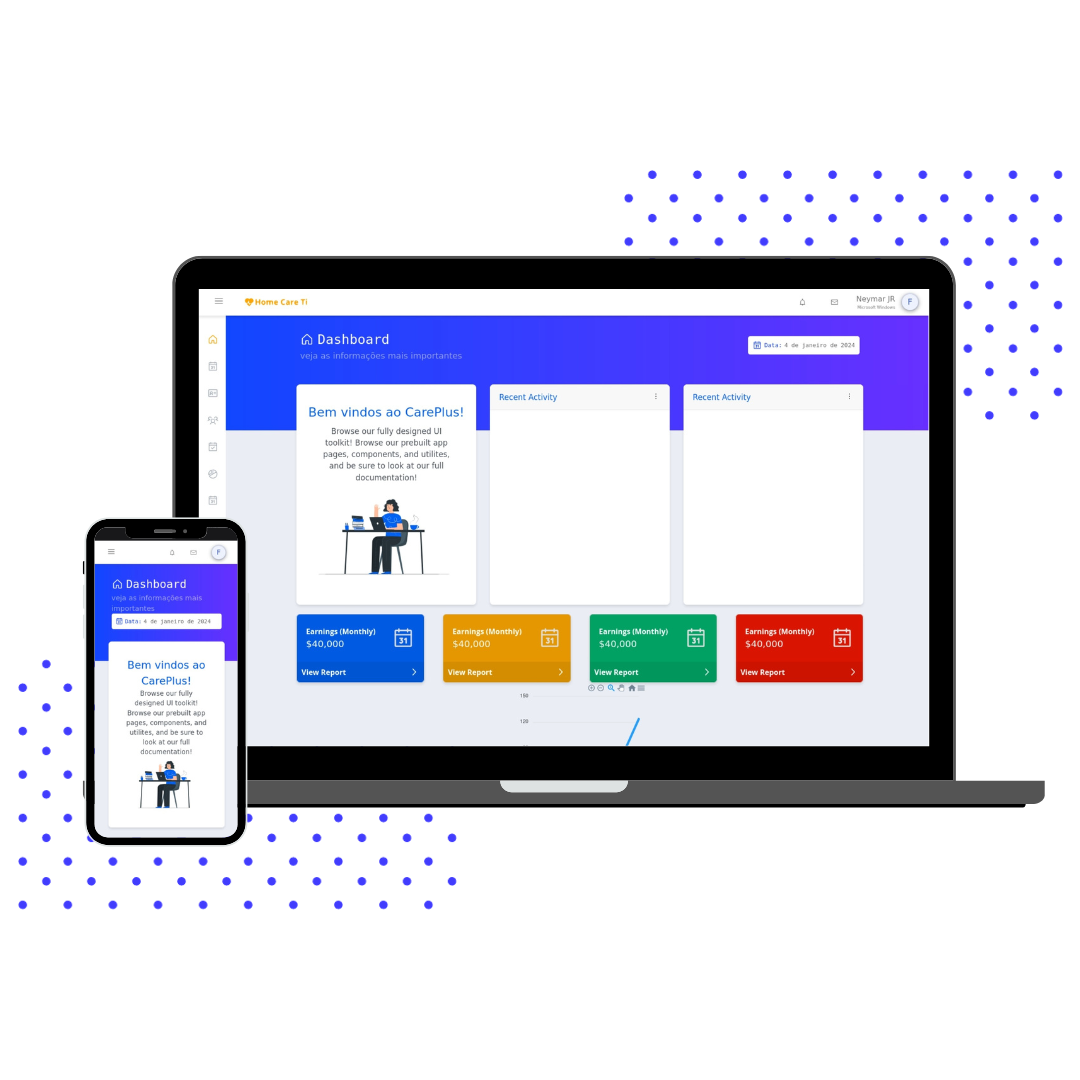 Home Care Ti
Neymar JR
Microsoft Windows
F
Dashboard
veja as informações mais importantes
Data: 4 de janeiro de 2024
Bem vindos ao CarePlus!
Browse our fully designed UI
toolkit! Browse our prebuilt app
pages, components, and utilites,
and be sure to look at our full
documentation!
Recent Activity
Recent Activity
Earnings (Monthly)
$40,000
31
View Report
Earnings (Monthly)
$40,000
31
View Report
Earnings (Monthly)
$40,000
31
View Report
Earnings (Monthly)
$40,000
31
View Report
160
120
F
Dashboard
veja as informações mais
importantes
Data: 4 de janeiro de 2024
Bem vindos ao
CarePlus!
Browse our fully
designed UI toolkit!
Browse our prebuilt app
pages, components, and
utilites, and be sure to
look at our full
documentation!